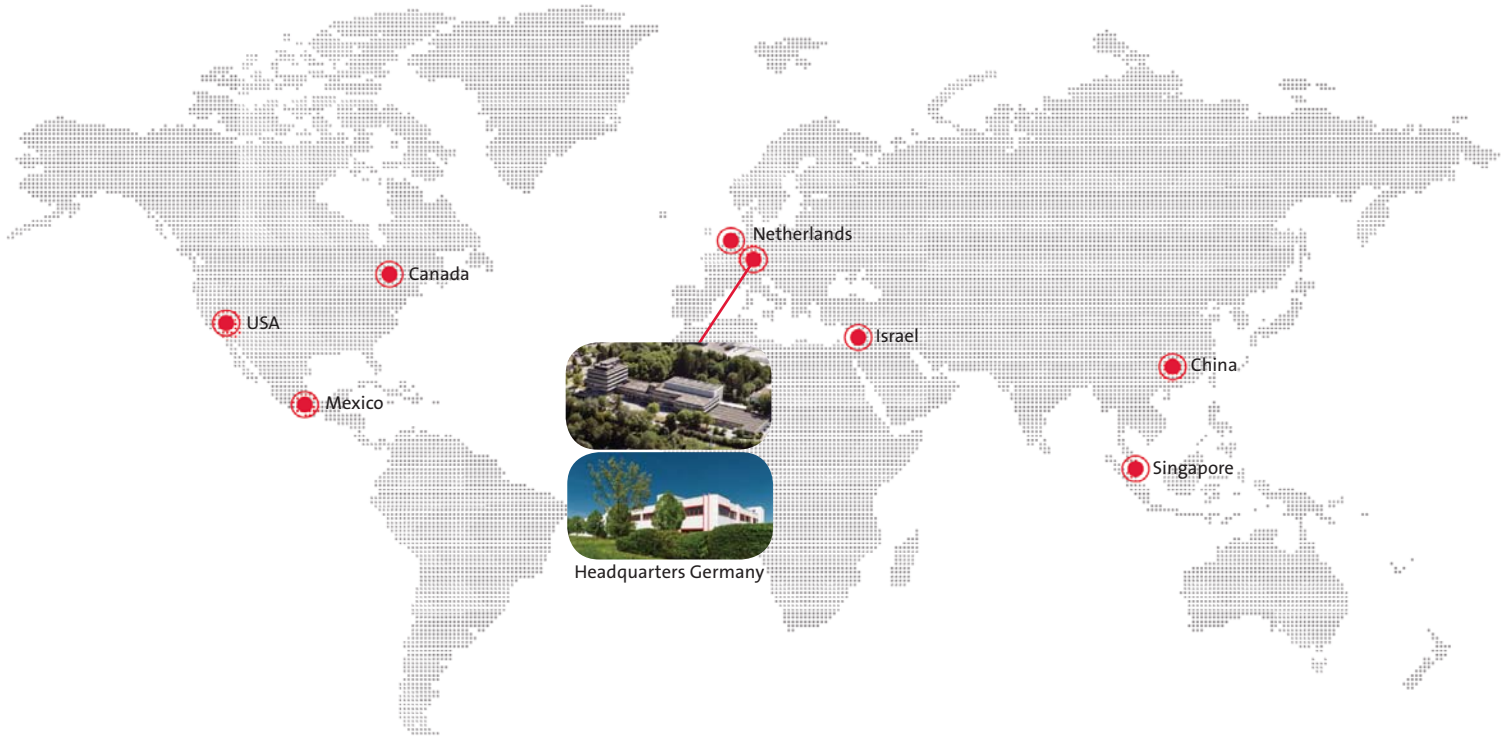 Netherlands
Canada
USA
Israel
China
Mexico
Singapore
Headquarters Germany